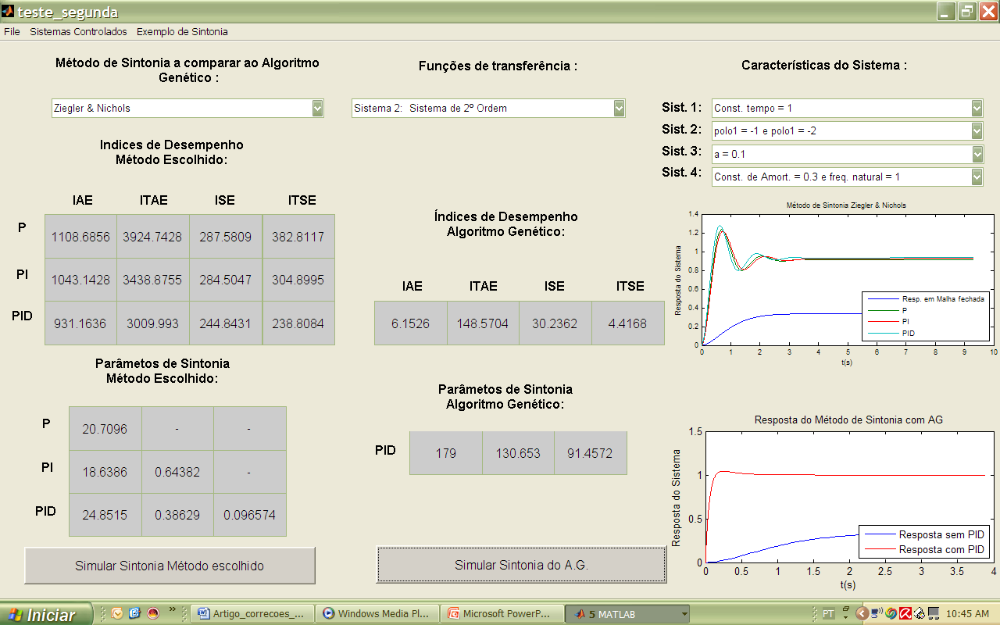 teste_segunda
File Sistemas Controlados Exemplo de Sintonia
Método de Sintonia a comparar ao Algoritmo
Genético :
Ziegler & Nichols
Indices de Desempenho
Método Escolhido:
IAE ITAE ISE ITSE
P 1108.6856 3924.7428 287.5809 382.8117
PI 1043.1428 3438.8755 284.5047 304.8995
PID 931.1636 3009.993 244.8431 238.8084
Parâmetos de Sintonia
Método Escolhido:
P 20.7096 - -
PI 18.6386 0.64382 -
PID 24.8515 0.38629 0.096574
Simular Sintonia Método escolhido
Funções de transferência :
Sistema 2: Sistema de 2º Ordem
Índices de Desempenho
Algoritmo Genético:
IAE ITAE ISE ITSE
6.1526 148.5704 30.2362 4.4168
Parâmetos de Sintonia
Algoritmo Genético:
PID 179 130.653 91.4572
Simular Sintonia do A.G.
Características do Sistema :
Sist. 1: Const. tempo = 1
Sist. 2: polo1 = -1 e polo1 = -2
Sist. 3: a = 0.1
Sist. 4: Const. de Amort. = 0.3 e freq. natural = 1
Método de Sintonia Ziegler & Nichols
Resposta do Sistema
1.4
1.2
1
0.8
0.6
0.4
0.2
0
Resp. em Malha fechada
P
PI
PID
0 1 2 3 4 5 6 7 8 9 10
t(s)
Resposta do Método de Sintonia com AG
Resposta do Sistema
1.5
1
0.5
0
Resposta sem PID
Resposta com PID
0 0.5 1 1.5 2 2.5 3 3.5 4
t(s)
Iniciar » Artigo_correcoes_... Windows Media Pl... Microsoft PowerP... 5 MATLAB PT 10:45 AM